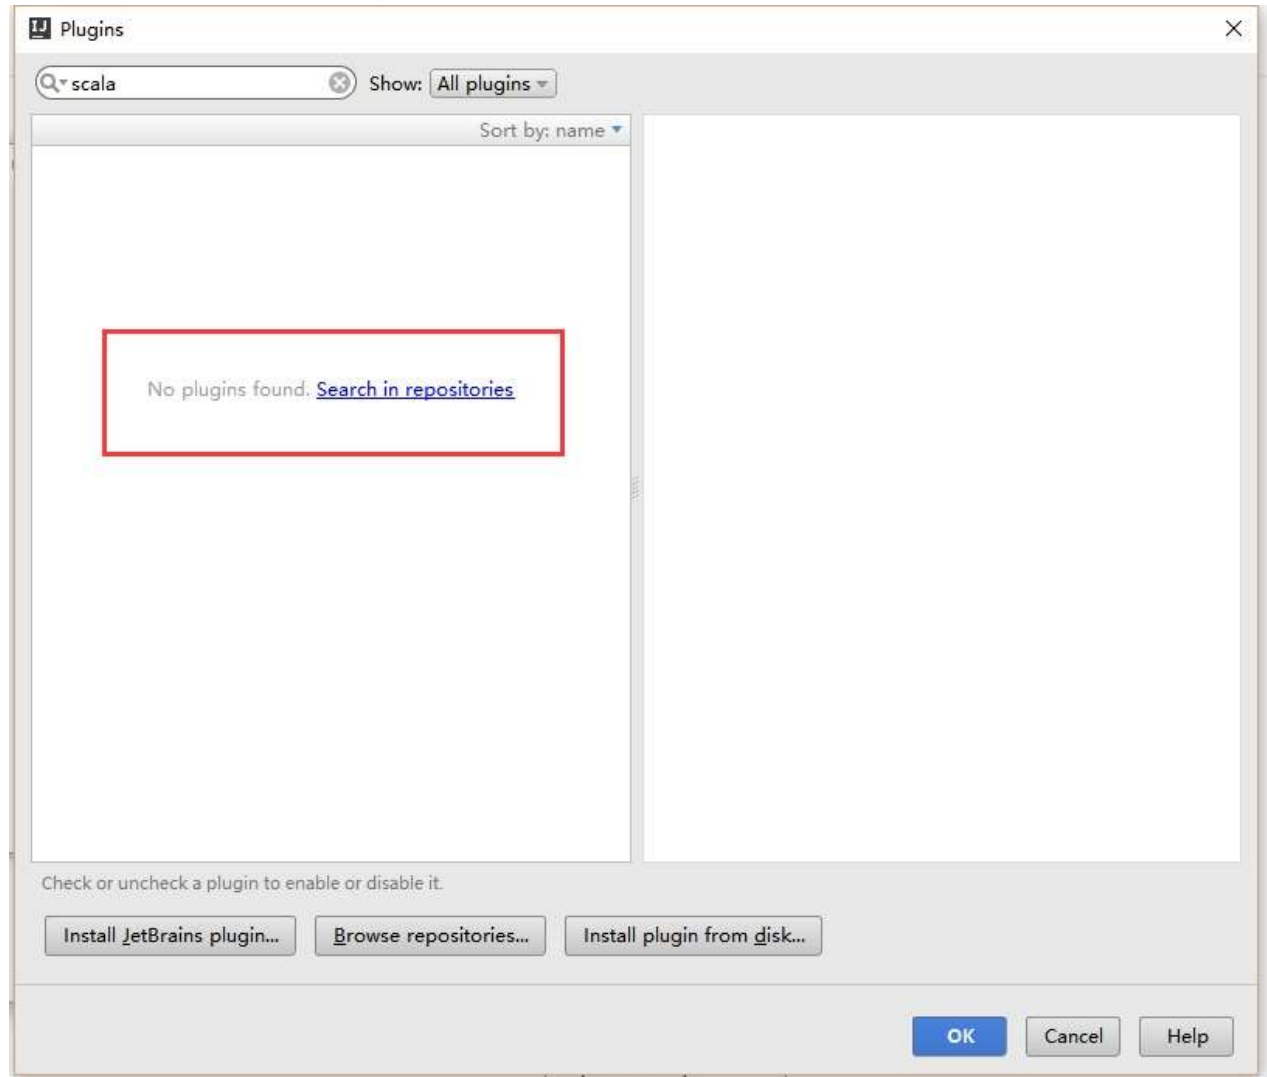 IJ Plugins
scala Show: All plugins
Sort by: name
No plugins found. Search in repositories
Check or uncheck a plugin to enable or disable it.
Install JetBrains plugin... Browse repositories... Install plugin from disk...
OK Cancel Help